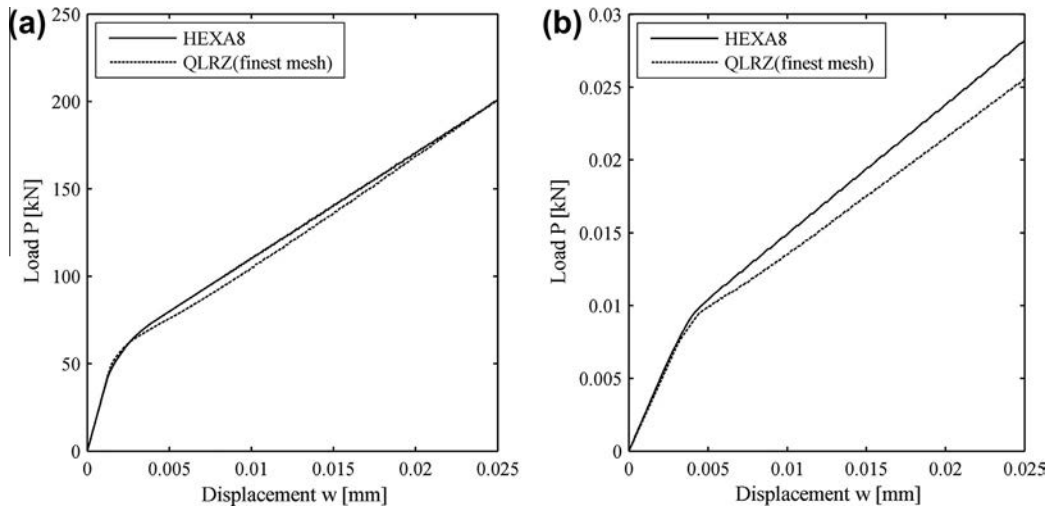 (a)
250
200
150
100
50
0
Load P [kN]
HEXA8
QLRZ(finest mesh)
0 0.005 0.01 0.015 0.02 0.025
Displacement w [mm]
(b)
0.03
0.025
0.02
0.015
0.01
0.005
0
Load P [kN]
HEXA8
QLRZ(finest mesh)
0 0.005 0.01 0.015 0.02 0.025
Displacement w [mm]